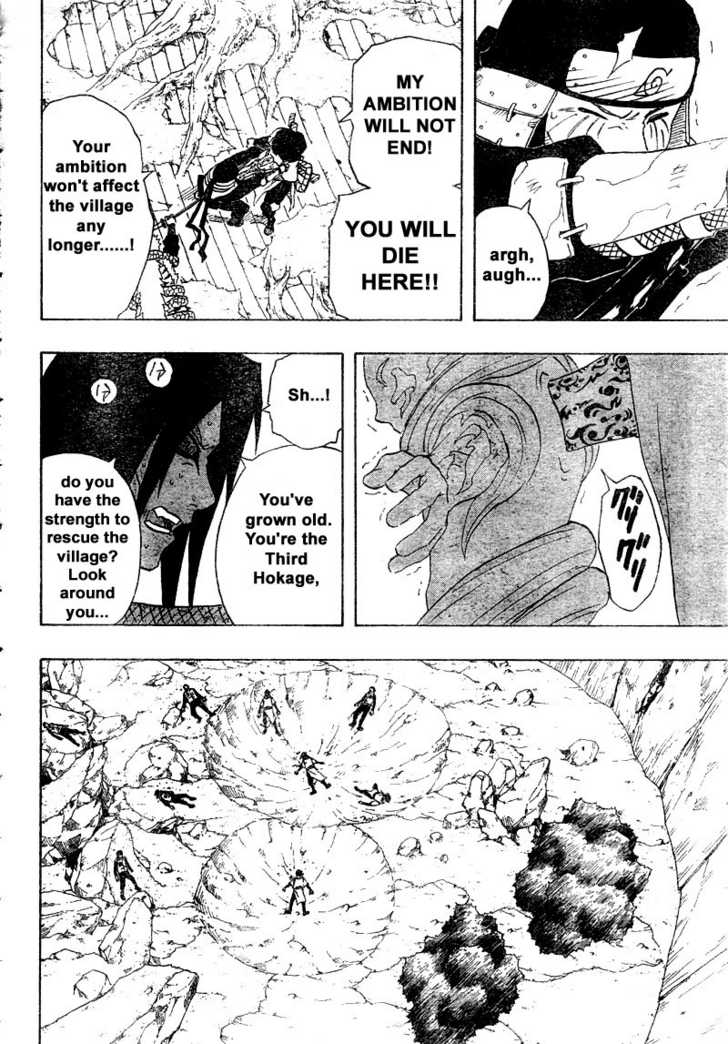 argh,
augh...
MY
AMBITION
WILL NOT
END!
YOU WILL
DIE
HERE!!
Your
ambition
won't affect
the village
any
longer......!
Sh...!
You've
grown old.
You're the
Third
Hokage,
do you
have the
strength to
rescue the
village?
Look
around
you...